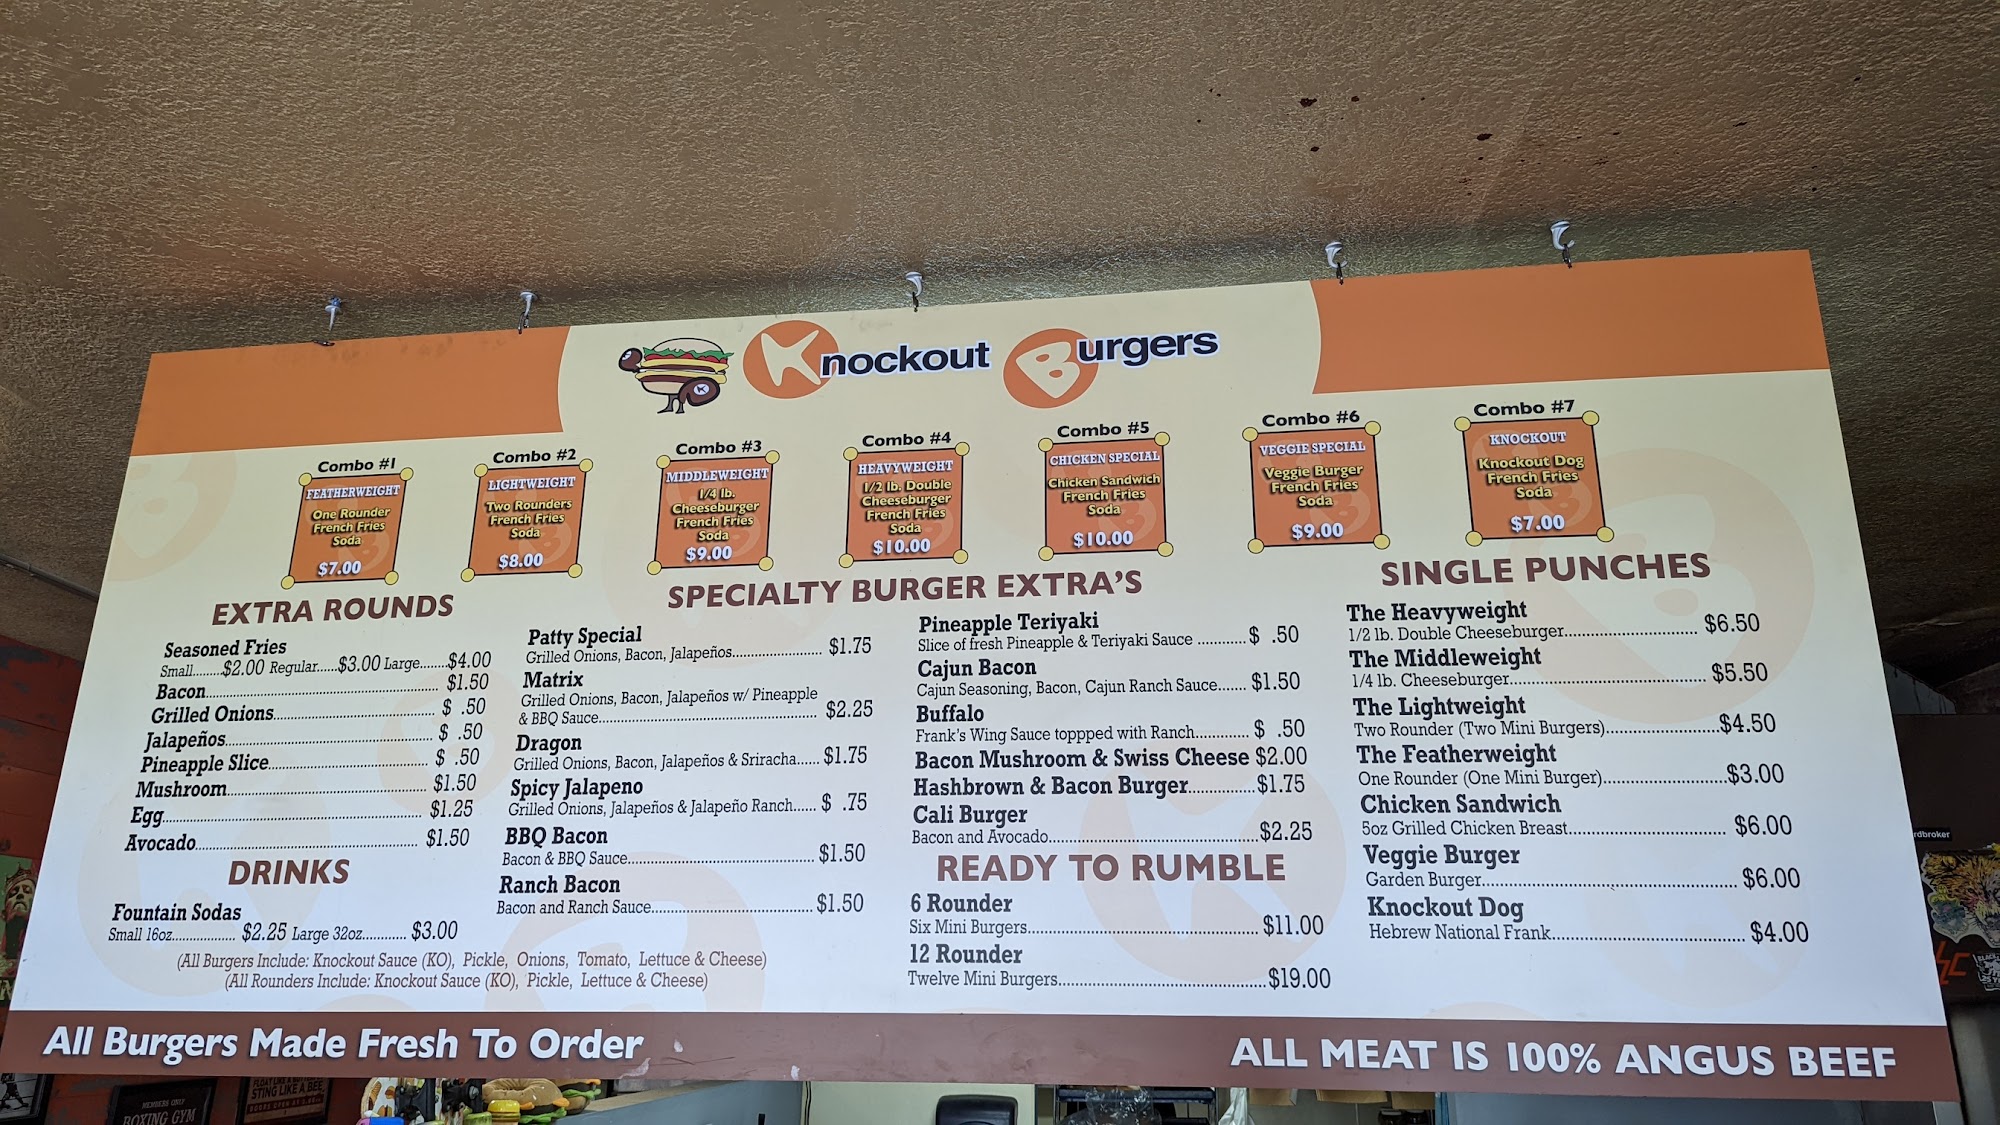 Knockout Burgers
Combo #1
FEATHERWEIGHT
One Rounder
French Fries
Soda
$7.00
Combo #2
LIGHTWEIGHT
Two Rounders
French Fries
Soda
$8.00
Combo #3
MIDDLEWEIGHT
1/4 lb.
Cheeseburger
French Fries
Soda
$9.00
Combo #4
HEAVYWEIGHT
1/2 lb. Double
Cheeseburger
French Fries
Soda
$10.00
Combo #5
CHICKEN SPECIAL
Chicken Sandwich
French Fries
Soda
$10.00
Combo #6
VEGGIE SPECIAL
Veggie Burger
French Fries
Soda
$9.00
Combo #7
KNOCKOUT
Knockout Dog
French Fries
Soda
$7.00
EXTRA ROUNDS
Seasoned Fries
Small.........$2.00 Regular......$3.00 Large........$4.00
Bacon.................... $1.50
Grilled Onions.................... $ .50
Jalapeños.................... $ .50
Pineapple Slice.................... $ .50
Mushroom.................... $1.50
Egg.................... $1.25
Avocado.................... $1.50
DRINKS
Fountain Sodas
Small 16oz.................... $2.25 Large 32oz............ $3.00
(All Burgers Include: Knockout Sauce (KO), Pickle, Onions, Tomato, Lettuce & Cheese)
(All Rounders Include: Knockout Sauce (KO), Pickle, Lettuce & Cheese)
SPECIALTY BURGER EXTRA'S
Patty Special
Grilled Onions, Bacon, Jalapeños.................... $1.75
Matrix
Grilled Onions, Bacon, Jalapeños w/ Pineapple
& BBQ Sauce.................... $2.25
Dragon
Grilled Onions, Bacon, Jalapeños & Sriracha...... $1.75
Spicy Jalapeno
Grilled Onions, Jalapeños & Jalapeño Ranch...... $ .75
BBQ Bacon
Bacon & BBQ Sauce.................... $1.50
Ranch Bacon
Bacon and Ranch Sauce.................... $1.50
Pineapple Teriyaki
Slice of fresh Pineapple & Teriyaki Sauce ............$ .50
Cajun Bacon
Cajun Seasoning, Bacon, Cajun Ranch Sauce....... $1.50
Buffalo
Frank's Wing Sauce toppped with Ranch............. $ .50
Bacon Mushroom & Swiss Cheese $2.00
Hashbrown & Bacon Burger................$1.75
Cali Burger
Bacon and Avocado....................$2.25
READY TO RUMBLE
6 Rounder
Six Mini Burgers.................... $11.00
12 Rounder
Twelve Mini Burgers....................$19.00
SINGLE PUNCHES
The Heavyweight
1/2 lb. Double Cheeseburger.................... $6.50
The Middleweight
1/4 lb. Cheeseburger.................... $5.50
The Lightweight
Two Rounder (Two Mini Burgers)....................$4.50
The Featherweight
One Rounder (One Mini Burger)....................$3.00
Chicken Sandwich
5oz Grilled Chicken Breast.................... $6.00
Veggie Burger
Garden Burger.................... $6.00
Knockout Dog
Hebrew National Frank.................... $4.00
All Burgers Made Fresh To Order
ALL MEAT IS 100% ANGUS BEEF
rdbroker
MEMBERS ONLY
BOXING GYM
STING LIKE A BEE